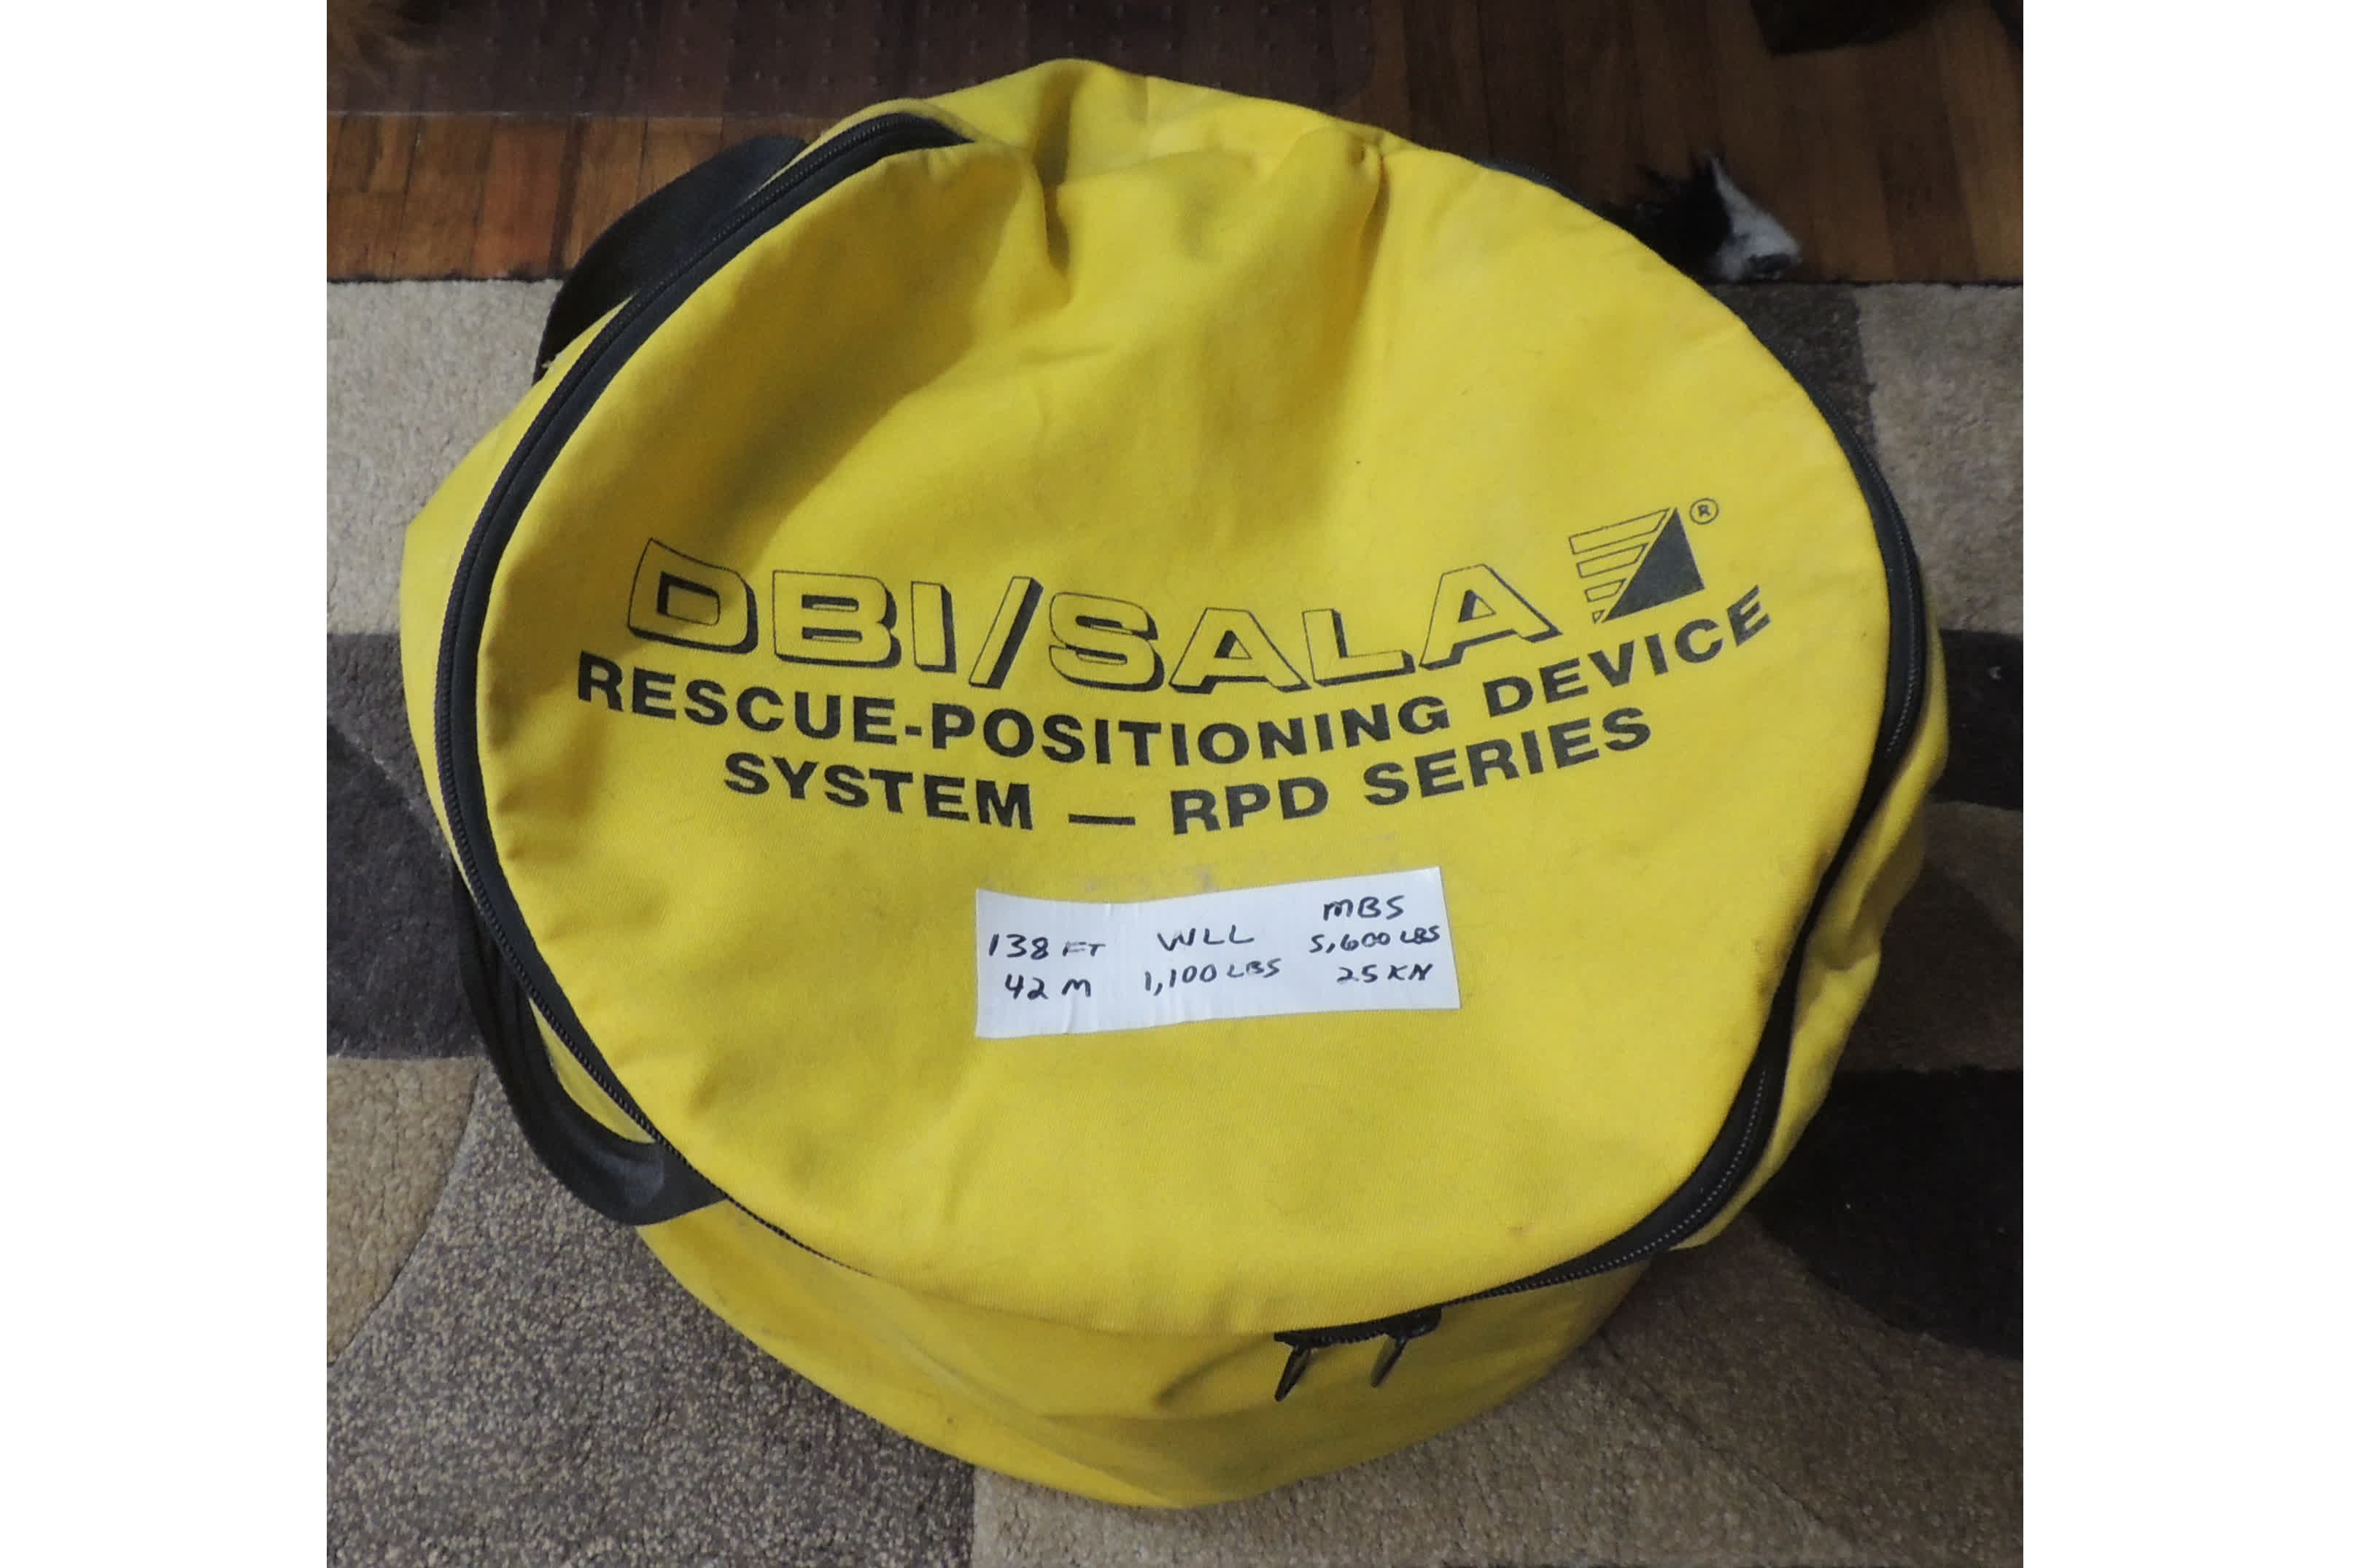 DBI/SALA ®
RESCUE-POSITIONING DEVICE
SYSTEM — RPD SERIES
138 FT
42 M
WLL
1,100 LBS
MBS
5,600 LBS
25 KN